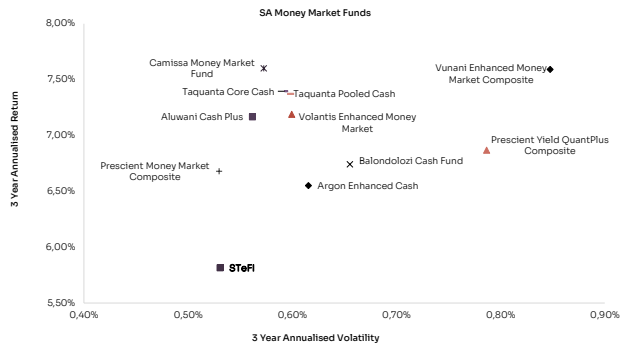 SA Money Market Funds
8,00%
7,50%
7,00%
6,50%
6,00%
5,50%
3 Year Annualised Return
Camissa Money Market
Fund
Vunani Enhanced Money
Market Composite
Taquanta Core Cash
Taquanta Pooled Cash
Aluwani Cash Plus
Volantis Enhanced Money
Market
Prescient Yield QuantPlus
Composite
Prescient Money Market
Composite
Balondolozi Cash Fund
Argon Enhanced Cash
STeFI
0,40%
0,50%
0,60%
0,70%
0,80%
0,90%
3 Year Annualised Volatility